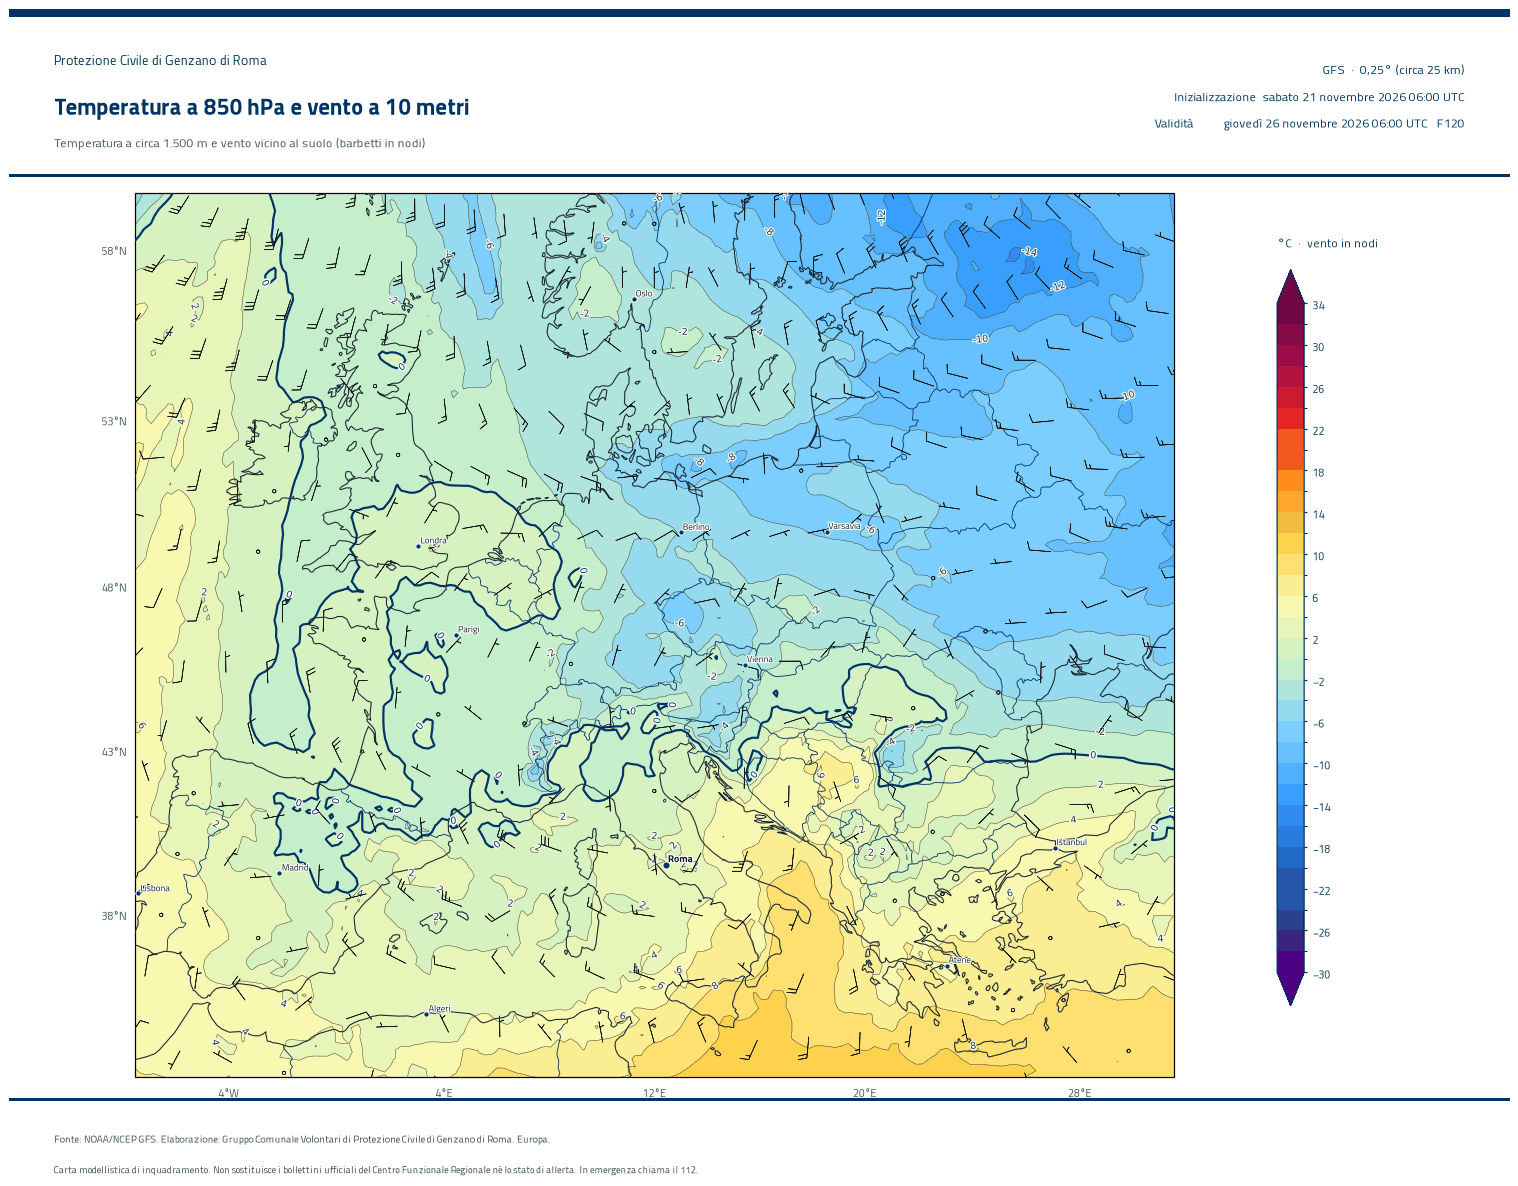 Protezione Civile di Genzano di Roma
Temperatura a 850 hPa e vento a 10 metri
Temperatura a circa 1.500 m e vento vicino al suolo (barbetti in nodi)
GFS · 0,25° (circa 25 km)
Inizializzazione sabato 21 novembre 2026 06:00 UTC
Validità giovedì 26 novembre 2026 06:00 UTC F120
°C · vento in nodi
34
30
26
22
18
14
10
6
2
−2
−6
−10
−14
−18
−22
−26
−30
58°N
53°N
48°N
43°N
38°N
4°W
4°E
12°E
20°E
28°E
Oslo
Londra
Berlino
Varsavia
Parigi
Vienna
Madrid
Lisbona
Roma
Istanbul
Atene
Algeri
Fonte: NOAA/NCEP GFS. Elaborazione: Gruppo Comunale Volontari di Protezione Civile di Genzano di Roma. Europa.
Carta modellistica di inquadramento. Non sostituisce i bollettini ufficiali del Centro Funzionale Regionale né lo stato di allerta. In emergenza chiama il 112.